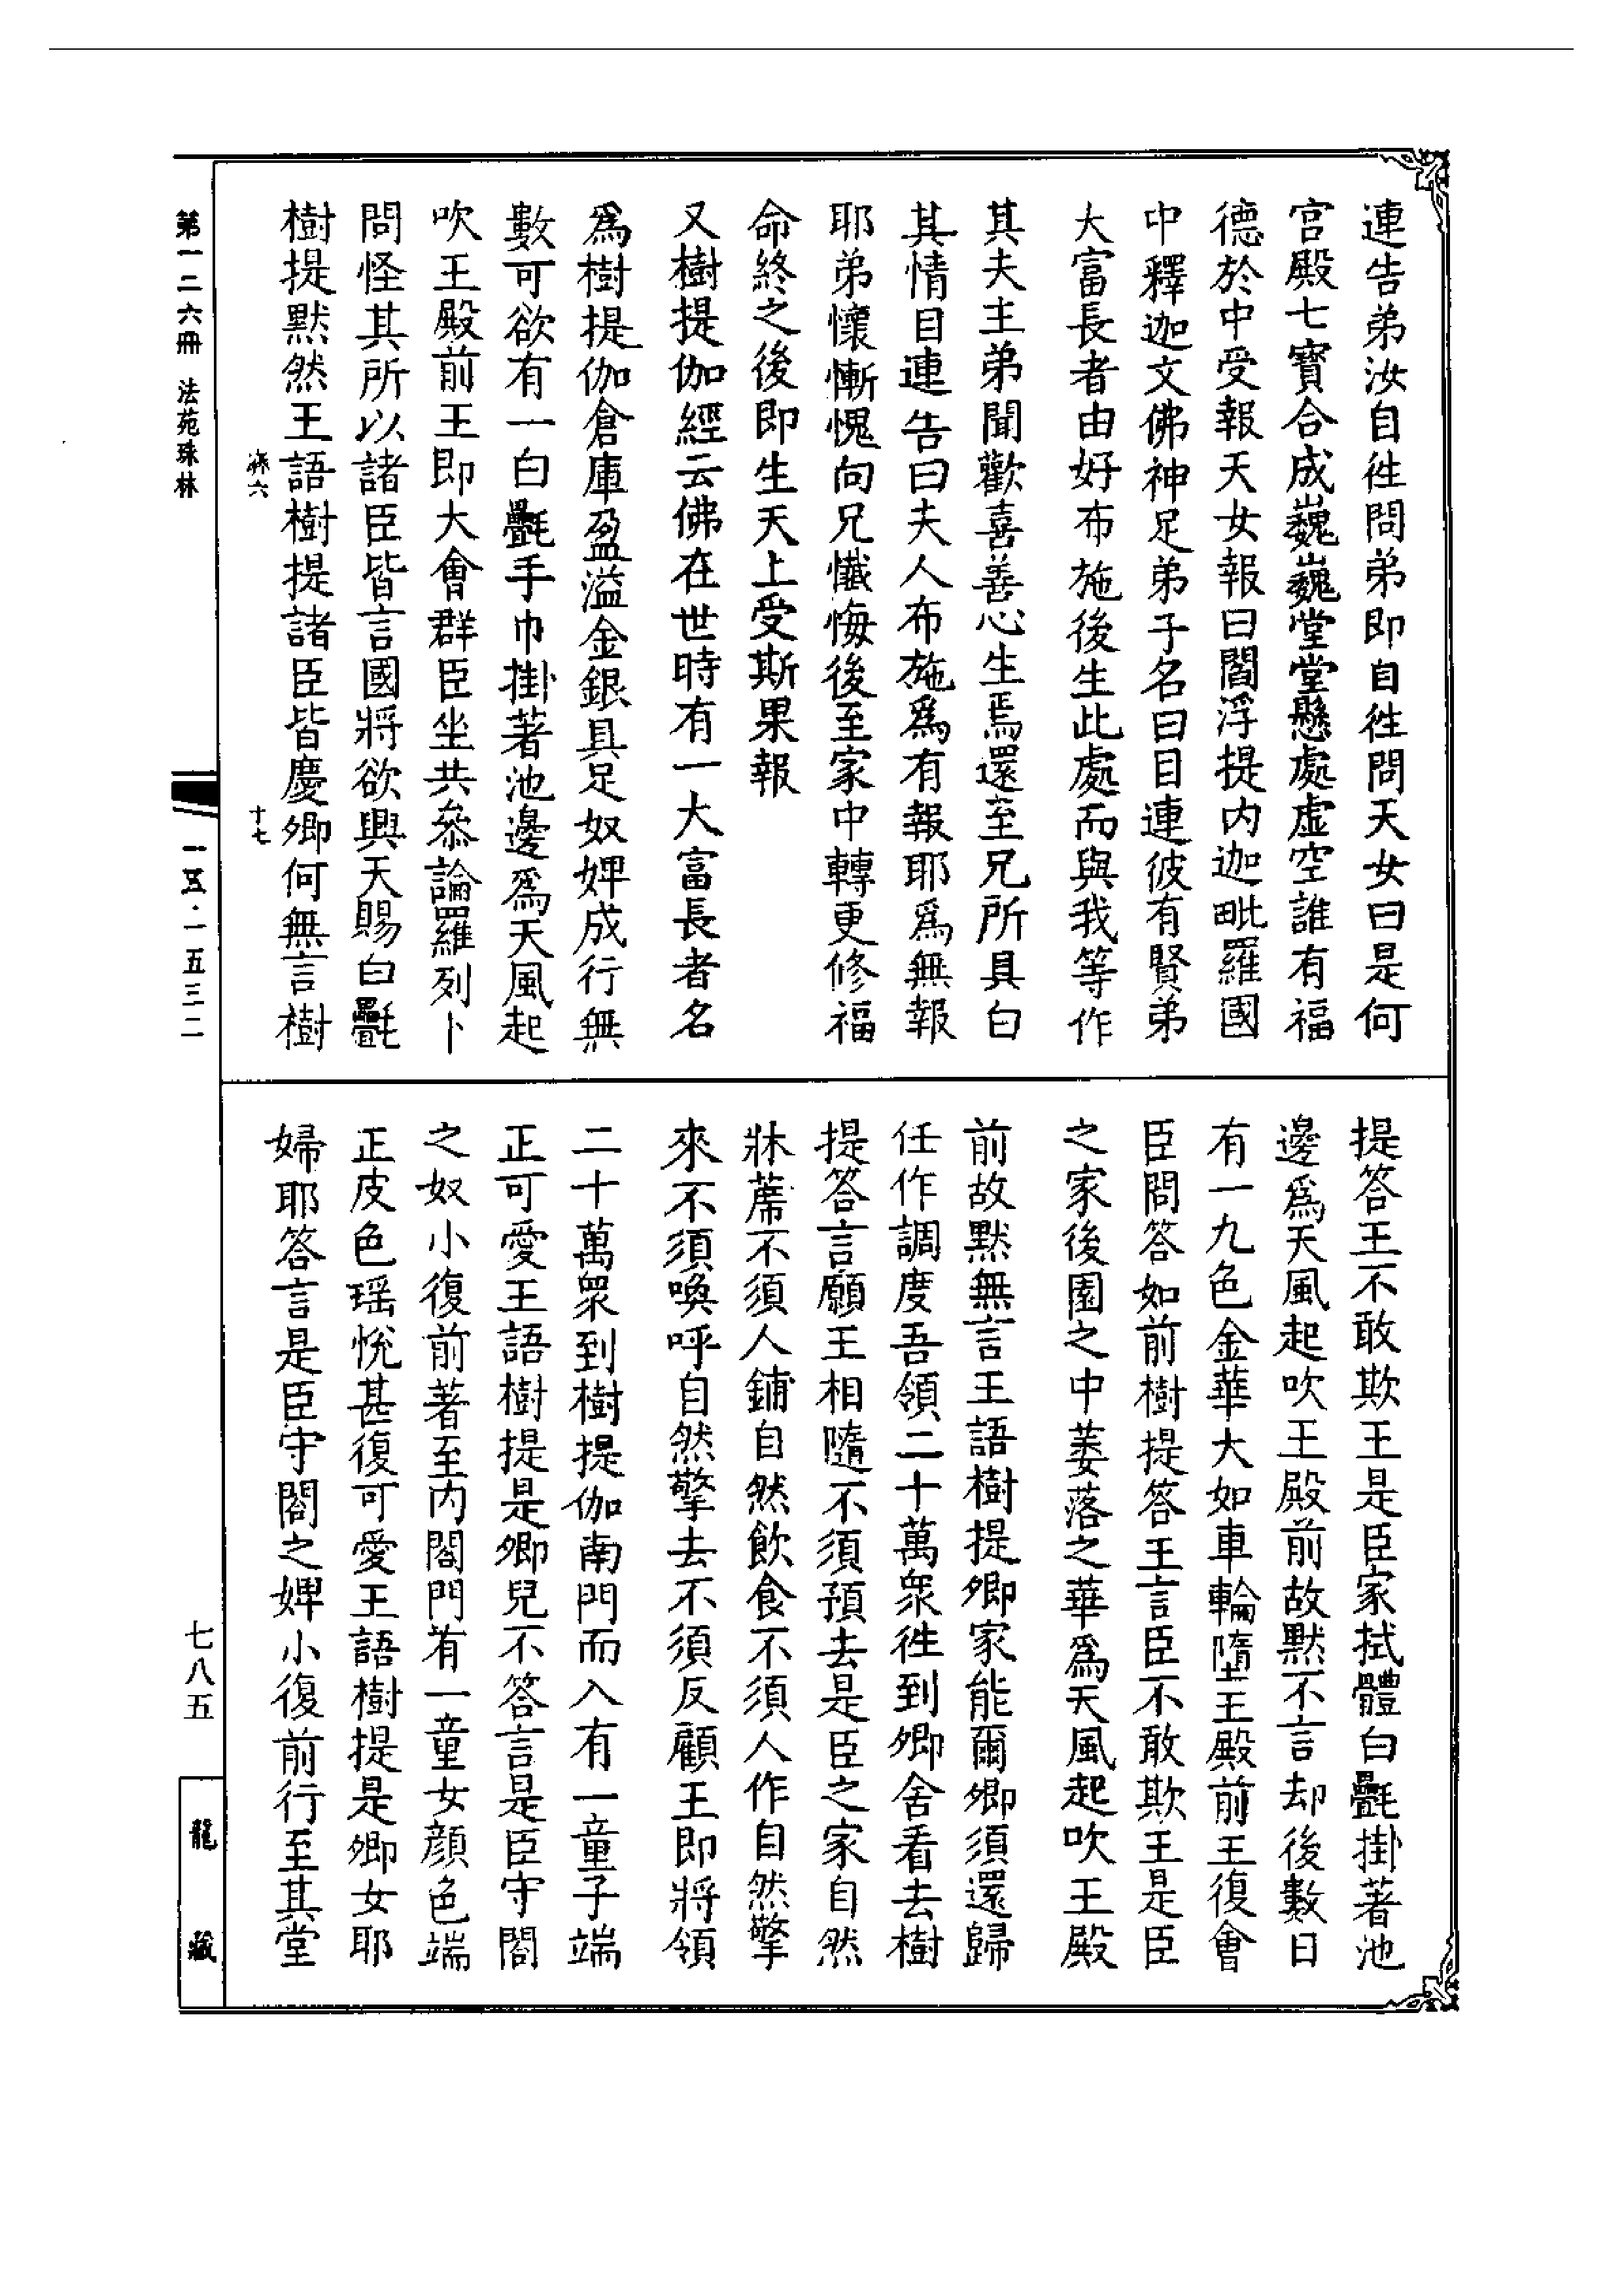 連告弟汝自徃問弟即自徃問天女曰是何
宫殿七寶合成巍巍堂堂懸處虚空誰有福
德於中受報天女報曰閻浮提内迦毗羅國
中釋迦文佛神足弟子名曰目連彼有賢弟
大富長者由好布施後生此處而與我等作
其夫主弟聞歡喜善心生焉還至兄所具白
其情目連告曰夫人布施爲有報耶爲無報
耶弟懷慚愧向兄懺悔後至家中轉更修福
命終之後即生天上受斯果報
又樹提伽經云佛在世時有一大富長者名
爲樹提伽倉庫盈溢金銀具足奴婢成行無
數可欲有一白㲲手巾掛著池邊爲天風起
吹王殿前王即大會群臣坐共叅論羅列卜
問怪其所以諸臣皆言國將欲興天賜白㲲
樹提默然王語樹提諸臣皆慶卿何無言樹
提答王不敢欺王是臣家拭體白㲲掛著池
邊爲天風起吹王殿前故默不言却後數日
有一九色金華大如車輪墮王殿前王復會
臣問答如前樹提答王言臣不敢欺王是臣
之家後園之中萎落之華爲天風起吹王殿
前故默無言王語樹提卿家能爾卿須還歸
任作調度吾領二十萬衆徃到卿舍看去樹
提答言願王相隨不須預去是臣之家自然
牀蓆不須人鋪自然飲食不須人作自然擎
來不須喚呼自然擎去不須反顧王即將領
二十萬衆到樹提伽南門而入有一童子端
正可愛王語樹提是卿兒不答言是臣守閤
之奴小復前著至内閤門有一童女顔色端
正皮色瑶悅甚復可愛王語樹提是卿女耶
婦耶答言是臣守閤之婢小復前行至其堂
六
十七
第一二六冊 法苑珠林
一五·一五三二
七八五
龍藏